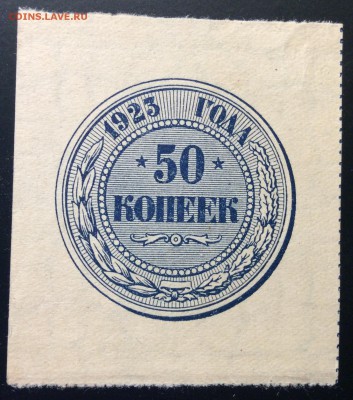 COINS.LAVE.RU
1923 ГОДА
★ 50 ★
КОПЕЕК